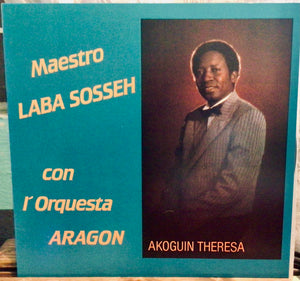 Maestro
LABA SOSSEH
con
l'Orquesta
ARAGON
AKOGUIN THERESA